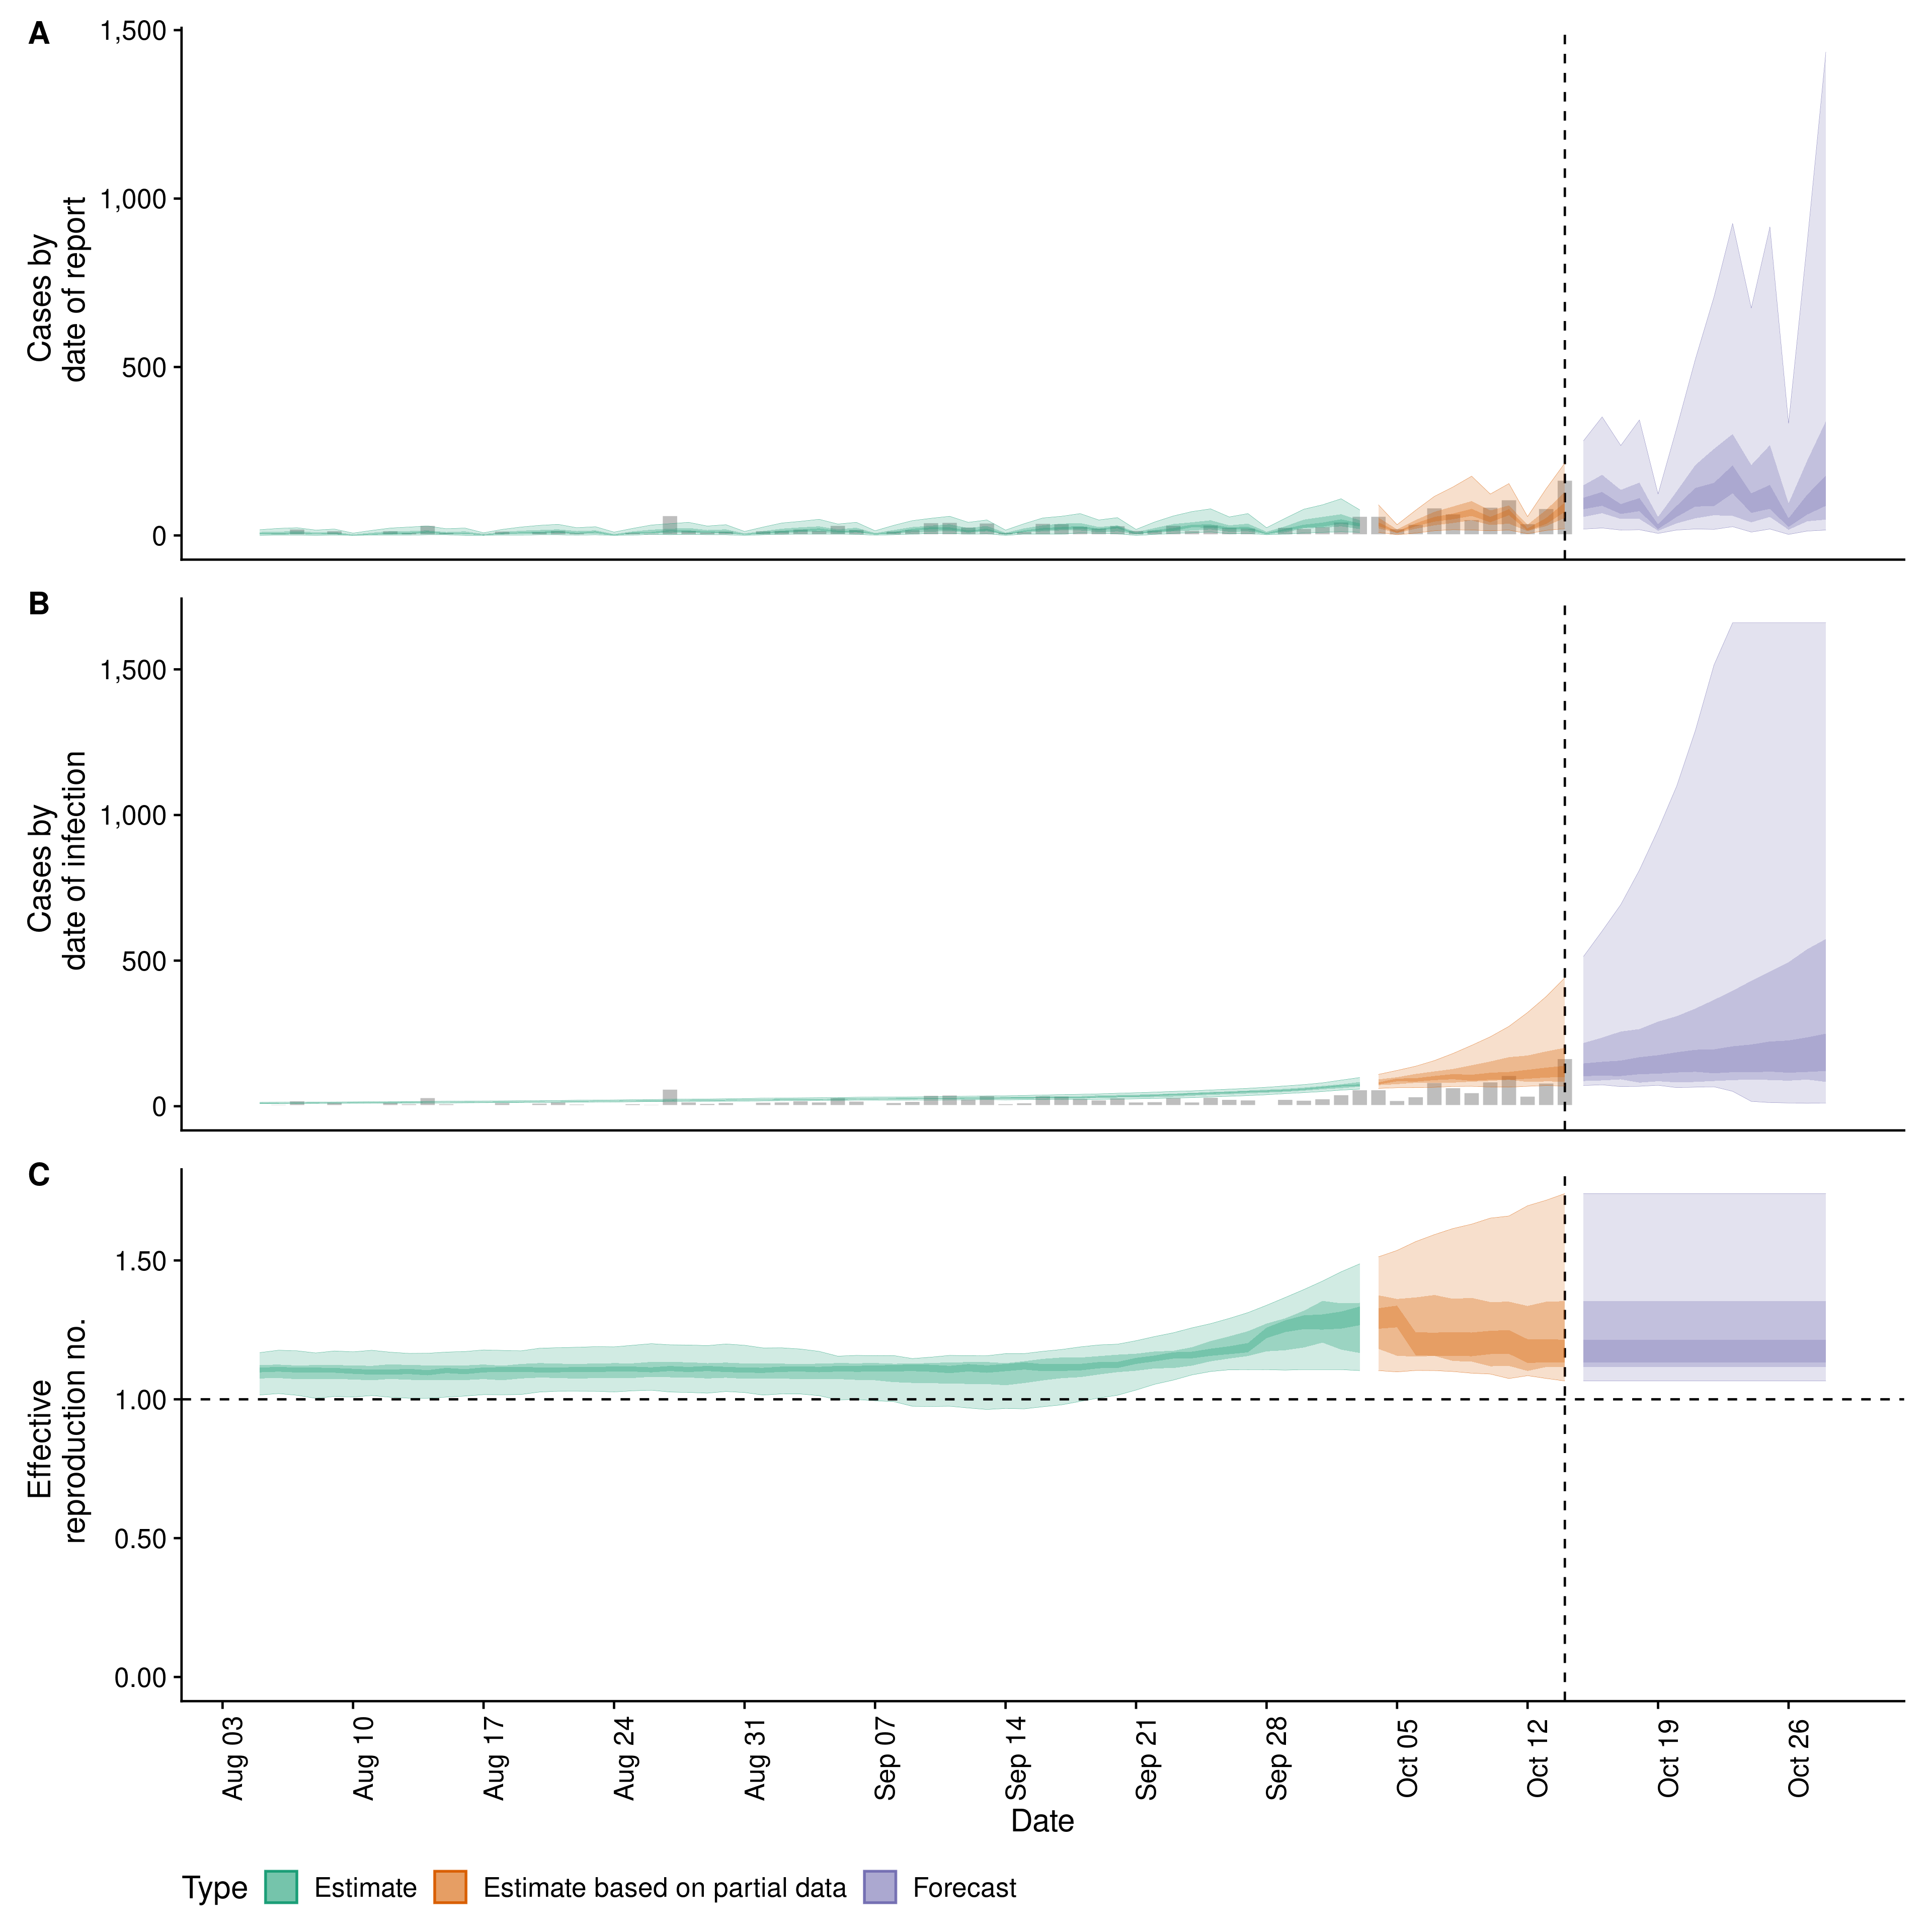 A
1,500
1,000
500
0
Cases by
date of report
B
1,500
1,000
500
0
Cases by
date of infection
C
1.50
1.00
0.50
0.00
Effective
reproduction no.
Aug 03
Aug 10
Aug 17
Aug 24
Aug 31
Sep 07
Sep 14
Sep 21
Sep 28
Oct 05
Oct 12
Oct 19
Oct 26
Date
Type Estimate Estimate based on partial data Forecast